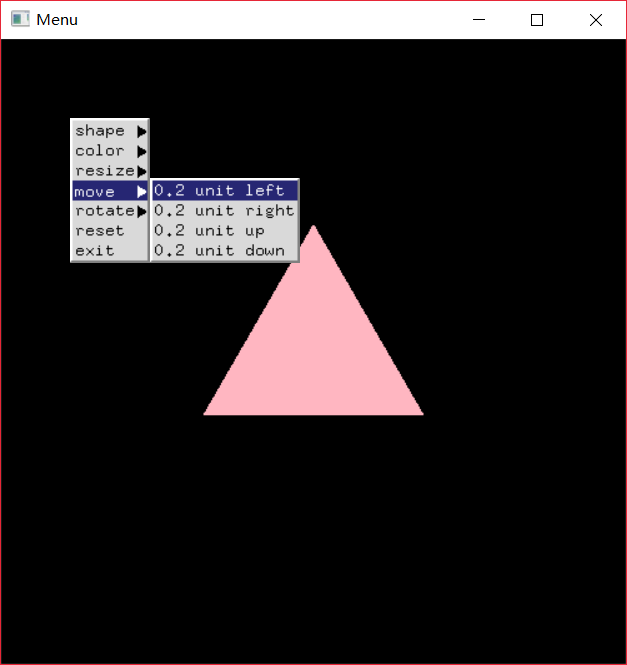 Menu
shape
color
resize
move
rotate
reset
exit
0.2 unit left
0.2 unit right
0.2 unit up
0.2 unit down